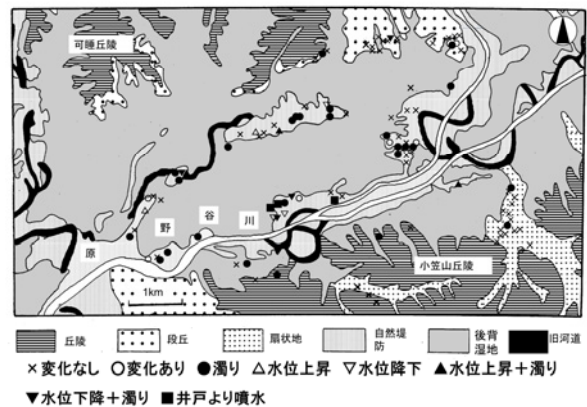 可睡丘陵
原
野
谷
川
小笠山丘陵
1km
丘陵
段丘
扇状地
自然堤防
後背湿地
旧河道
×変化なし ○変化あり ●濁り △水位上昇 ▽水位降下 ▲水位上昇+濁り
▼水位下降+濁り ■井戸より噴水